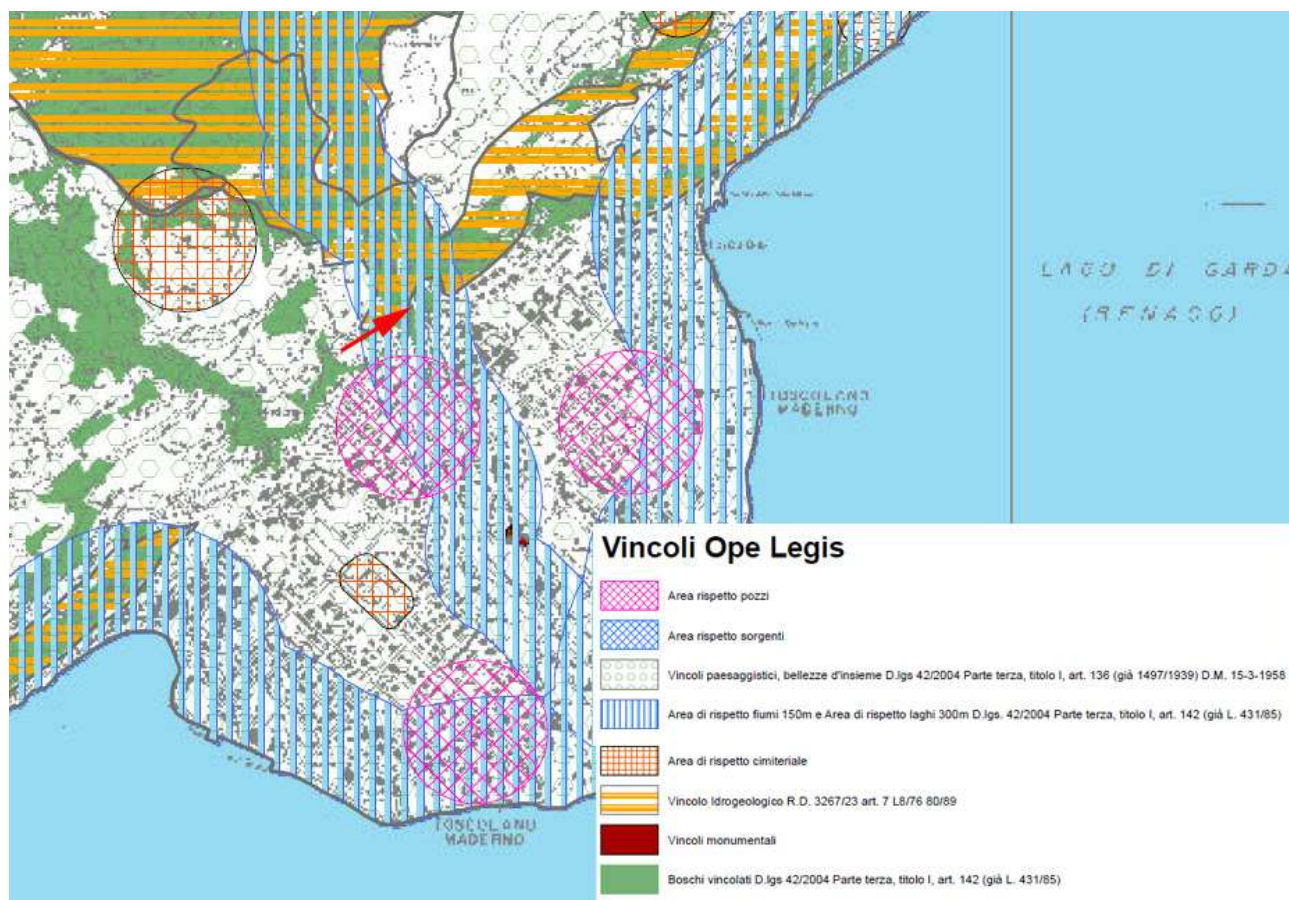 LAGO DI GARDA
(BENACO)
TOSCOLANO
MADERNO
TOSCOLANO
MADERNO
Vincoli Ope Legis
Area rispetto pozzi
Area rispetto sorgenti
Vincoli paesaggistici, bellezze d'insieme D.lgs 42/2004 Parte terza, titolo I, art. 136 (già 1497/1939) D.M. 15-3-1958
Area di rispetto fiumi 150m e Area di rispetto laghi 300m D.lgs. 42/2004 Parte terza, titolo I, art. 142 (già L. 431/85)
Area di rispetto cimiteriale
Vincolo Idrogeologico R.D. 3267/23 art. 7 L8/76 80/89
Vincoli monumentali
Boschi vincolati D.lgs 42/2004 Parte terza, titolo I, art. 142 (già L. 431/85)